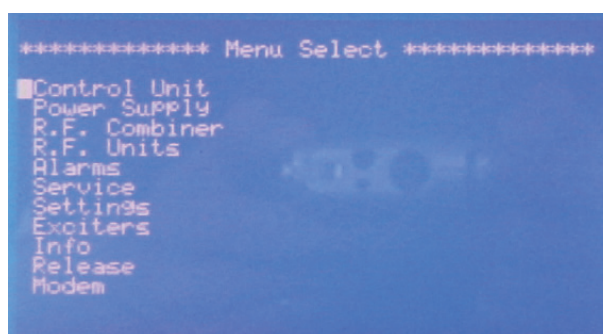 ************** Menu Select **************
Control Unit
Power Supply
R.F. Combiner
R.F. Units
Alarms
Service
Settings
Exciters
Info
Release
Modem